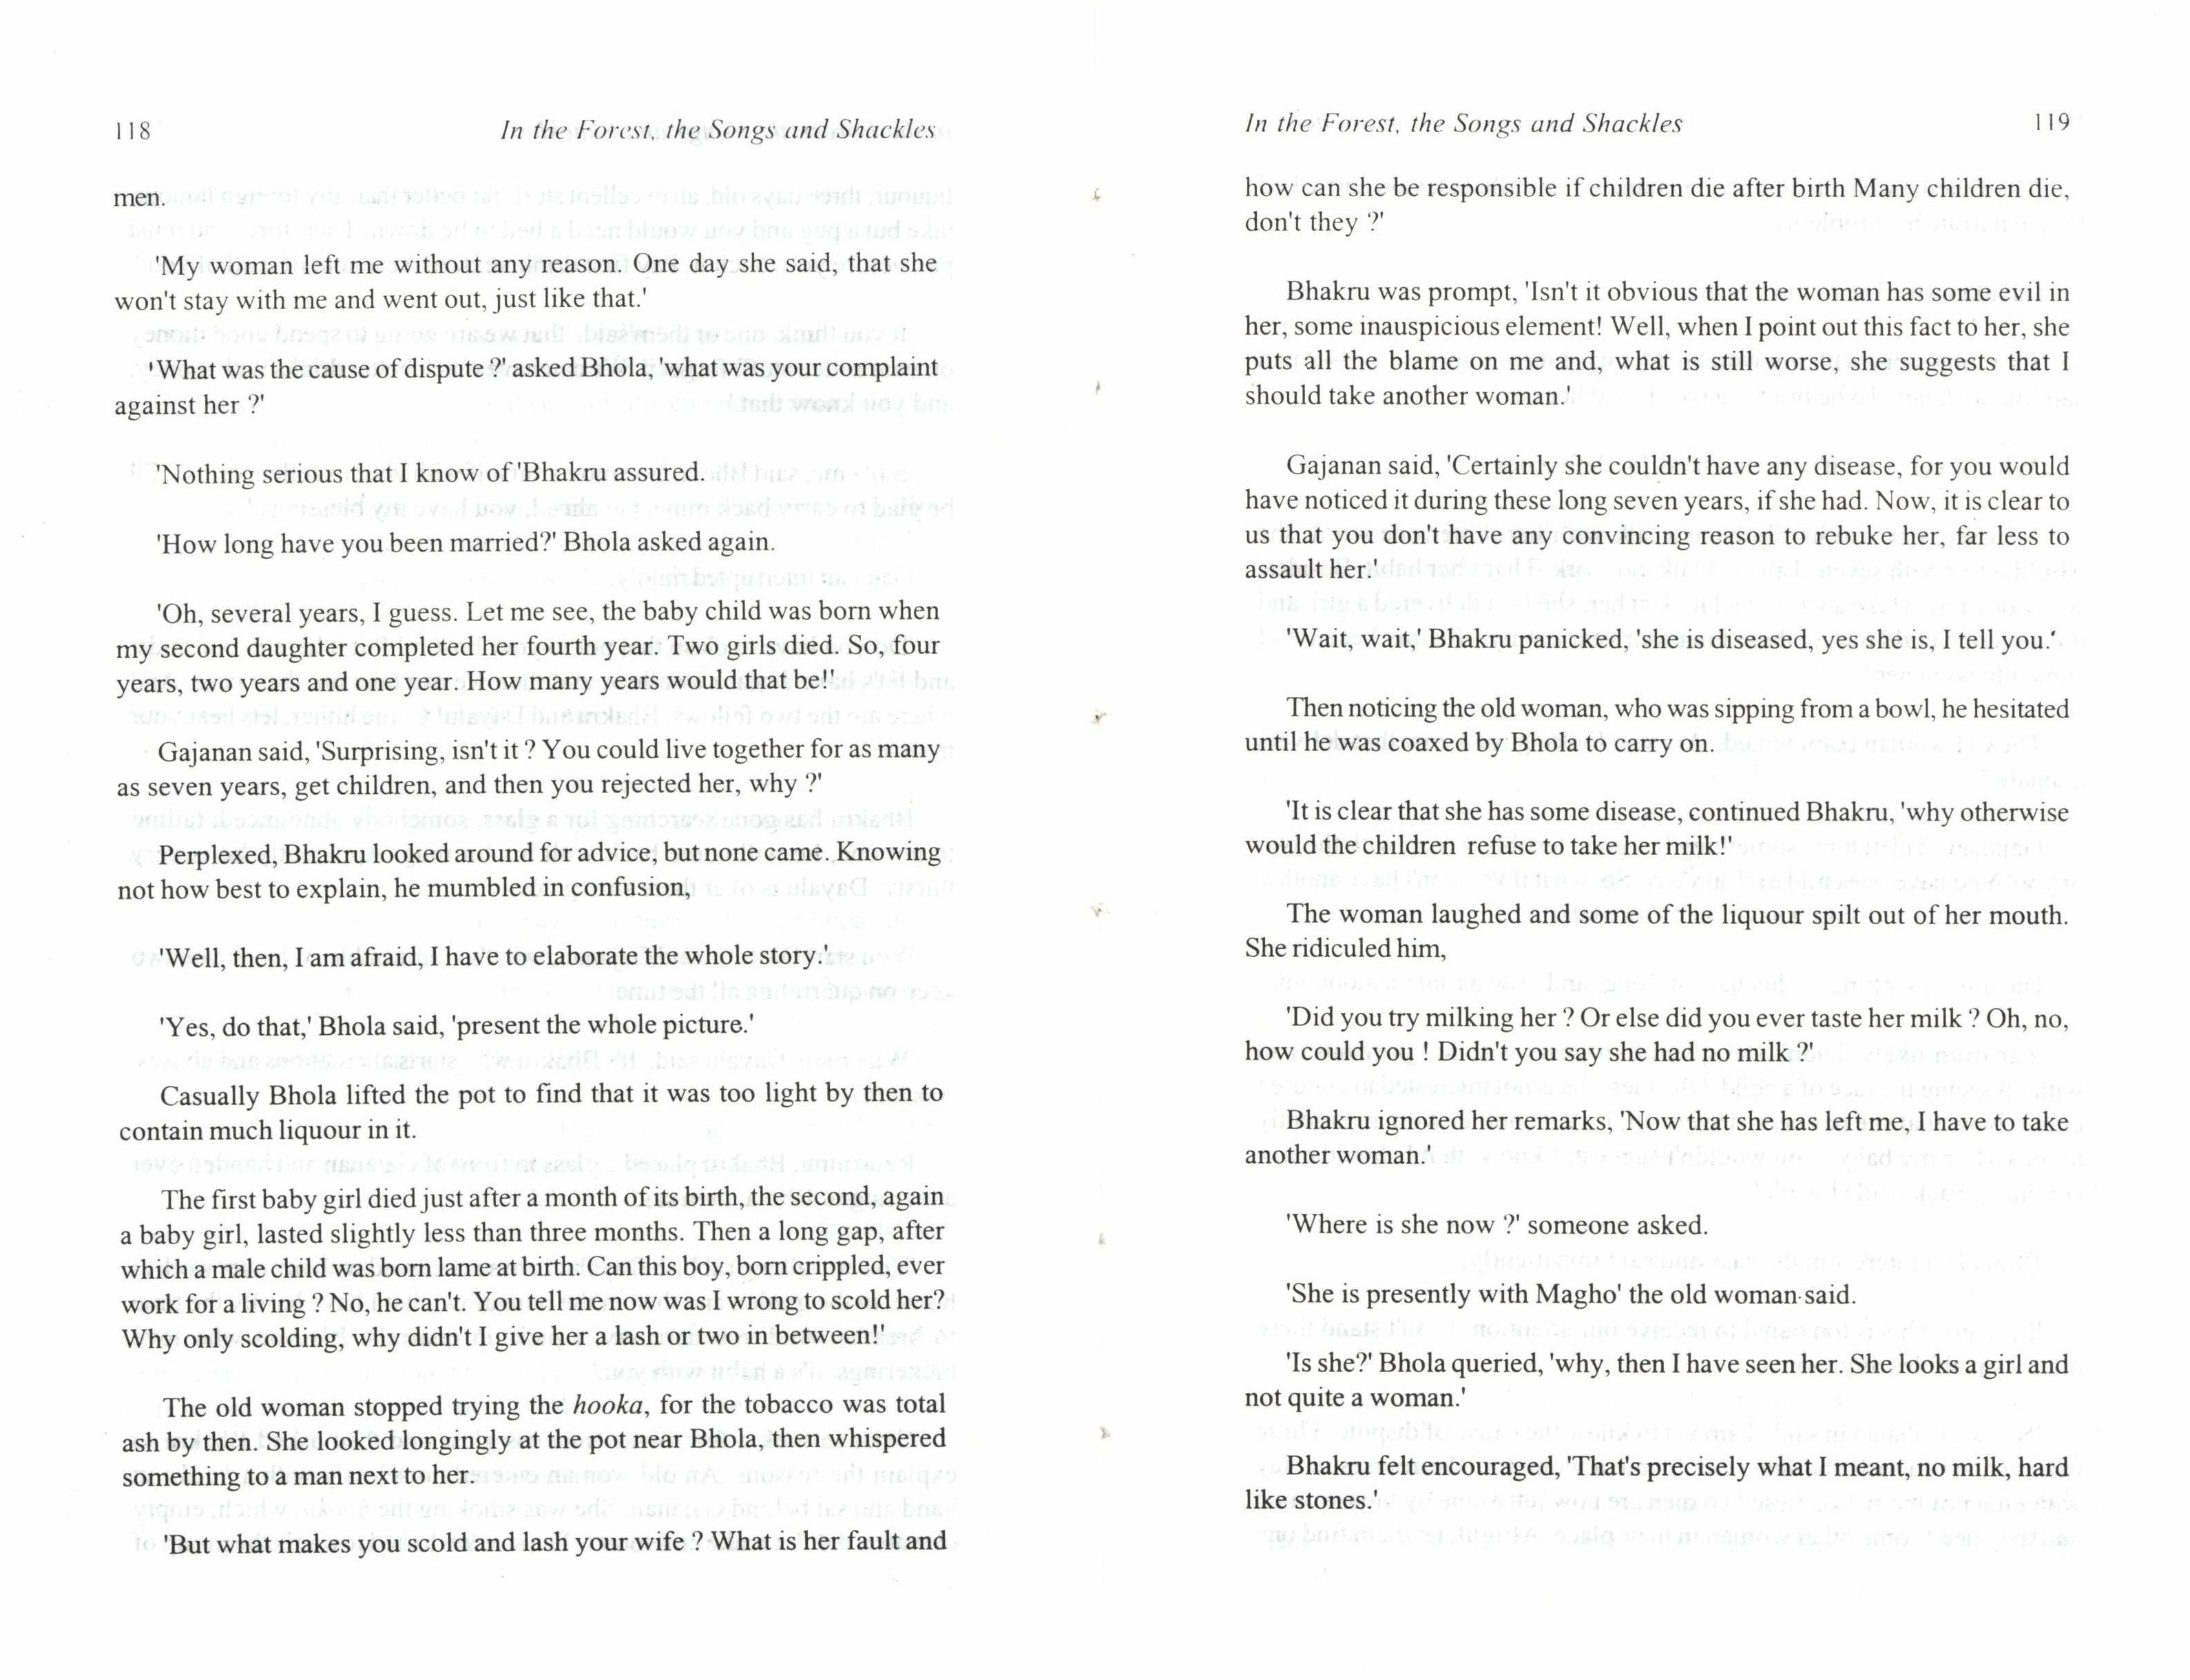 118
In the Forest, the Songs and Shackles
men.
'My woman left me without any reason. One day she said, that she
won't stay with me and went out, just like that.'
'What was the cause of dispute ?' asked Bhola, 'what was your complaint
against her ?'
'Nothing serious that I know of 'Bhakru assured.
'How long have you been married?' Bhola asked again.
'Oh, several years, I guess. Let me see, the baby child was born when
my second daughter completed her fourth year. Two girls died. So, four
years, two years and one year. How many years would that be!'
Gajanan said, 'Surprising, isn't it ? You could live together for as many
as seven years, get children, and then you rejected her, why ?'
Perplexed, Bhakru looked around for advice, but none came. Knowing
not how best to explain, he mumbled in confusion,
'Well, then, I am afraid, I have to elaborate the whole story.'
'Yes, do that,' Bhola said, 'present the whole picture.'
Casually Bhola lifted the pot to find that it was too light by then to
contain much liquour in it.
The first baby girl died just after a month of its birth, the second, again
a baby girl, lasted slightly less than three months. Then a long gap, after
which a male child was born lame at birth. Can this boy, born crippled, ever
work for a living ? No, he can't. You tell me now was I wrong to scold her?
Why only scolding, why didn't I give her a lash or two in between!'
The old woman stopped trying the hooka, for the tobacco was total
ash by then. She looked longingly at the pot near Bhola, then whispered
something to a man next to her.
'But what makes you scold and lash your wife ? What is her fault and
In the Forest, the Songs and Shackles
119
how can she be responsible if children die after birth Many children die,
don't they ?'
Bhakru was prompt, 'Isn't it obvious that the woman has some evil in
her, some inauspicious element! Well, when I point out this fact to her, she
puts all the blame on me and, what is still worse, she suggests that I
should take another woman.'
Gajanan said, 'Certainly she couldn't have any disease, for you would
have noticed it during these long seven years, if she had. Now, it is clear to
us that you don't have any convincing reason to rebuke her, far less to
assault her.'
'Wait, wait,' Bhakru panicked, 'she is diseased, yes she is, I tell you.'
Then noticing the old woman, who was sipping from a bowl, he hesitated
until he was coaxed by Bhola to carry on.
'It is clear that she has some disease, continued Bhakru, 'why otherwise
would the children refuse to take her milk!'
The woman laughed and some of the liquour spilt out of her mouth.
She ridiculed him,
'Did you try milking her ? Or else did you ever taste her milk ? Oh, no,
how could you ! Didn't you say she had no milk ?'
Bhakru ignored her remarks, 'Now that she has left me, I have to take
another woman.'
'Where is she now ?' someone asked.
'She is presently with Magho' the old woman said.
'Is she?' Bhola queried, 'why, then I have seen her. She looks a girl and
not quite a woman.'
Bhakru felt encouraged, 'That's precisely what I meant, no milk, hard
like stones.'